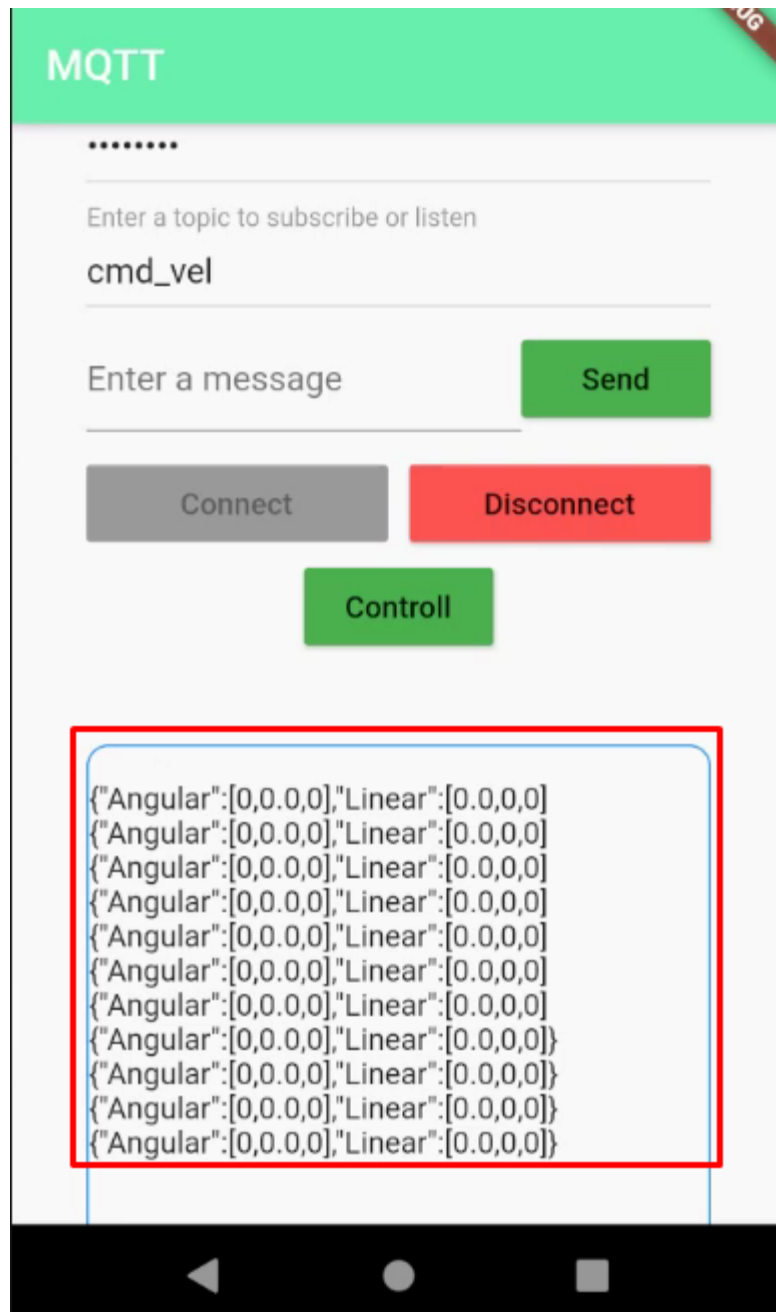 MQTT
UG
••••••••
Enter a topic to subscribe or listen
cmd_vel
Enter a message
Send
Connect
Disconnect
Controll
{"Angular":[0,0.0,0],"Linear":[0.0,0,0]
{"Angular":[0,0.0,0],"Linear":[0.0,0,0]
{"Angular":[0,0.0,0],"Linear":[0.0,0,0]
{"Angular":[0,0.0,0],"Linear":[0.0,0,0]
{"Angular":[0,0.0,0],"Linear":[0.0,0,0]
{"Angular":[0,0.0,0],"Linear":[0.0,0,0]
{"Angular":[0,0.0,0],"Linear":[0.0,0,0]
{"Angular":[0,0.0,0],"Linear":[0.0,0,0]}
{"Angular":[0,0.0,0],"Linear":[0.0,0,0]}
{"Angular":[0,0.0,0],"Linear":[0.0,0,0]}
{"Angular":[0,0.0,0],"Linear":[0.0,0,0]}